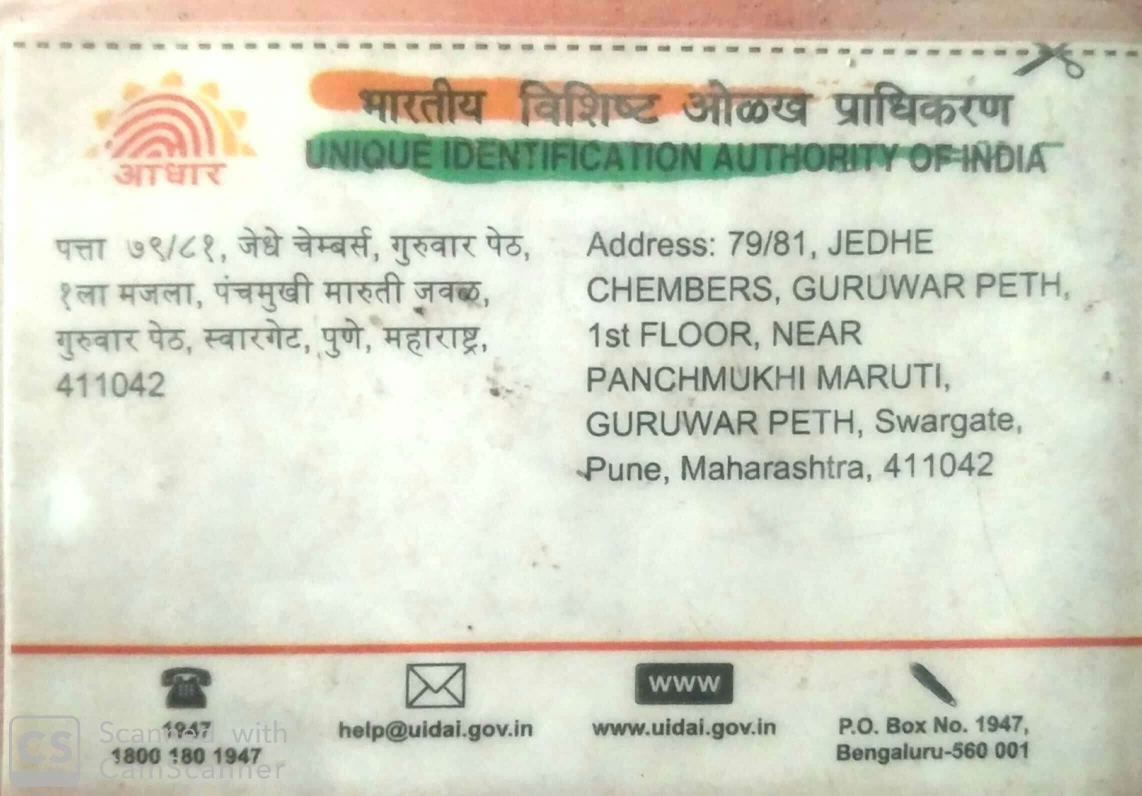 भारतीय विशिष्ट ओळख प्राधिकरण
आधार
UNIQUE IDENTIFICATION AUTHORITY OF INDIA
पत्ता ७९/८१, जेधे चेम्बर्स, गुरुवार पेठ,
१ला मजला, पंचमुखी मारुती जवळ,
गुरुवार पेठ, स्वारगेट, पुणे, महाराष्ट्र,
411042
Address: 79/81, JEDHE
CHEMBERS, GURUWAR PETH,
1st FLOOR, NEAR
PANCHMUKHI MARUTI,
GURUWAR PETH, Swargate,
Pune, Maharashtra, 411042
1947
1800 180 1947
help@uidai.gov.in
WWW
www.uidai.gov.in
P.O. Box No. 1947,
Bengaluru-560 001
CS
Scanned with
CamScanner